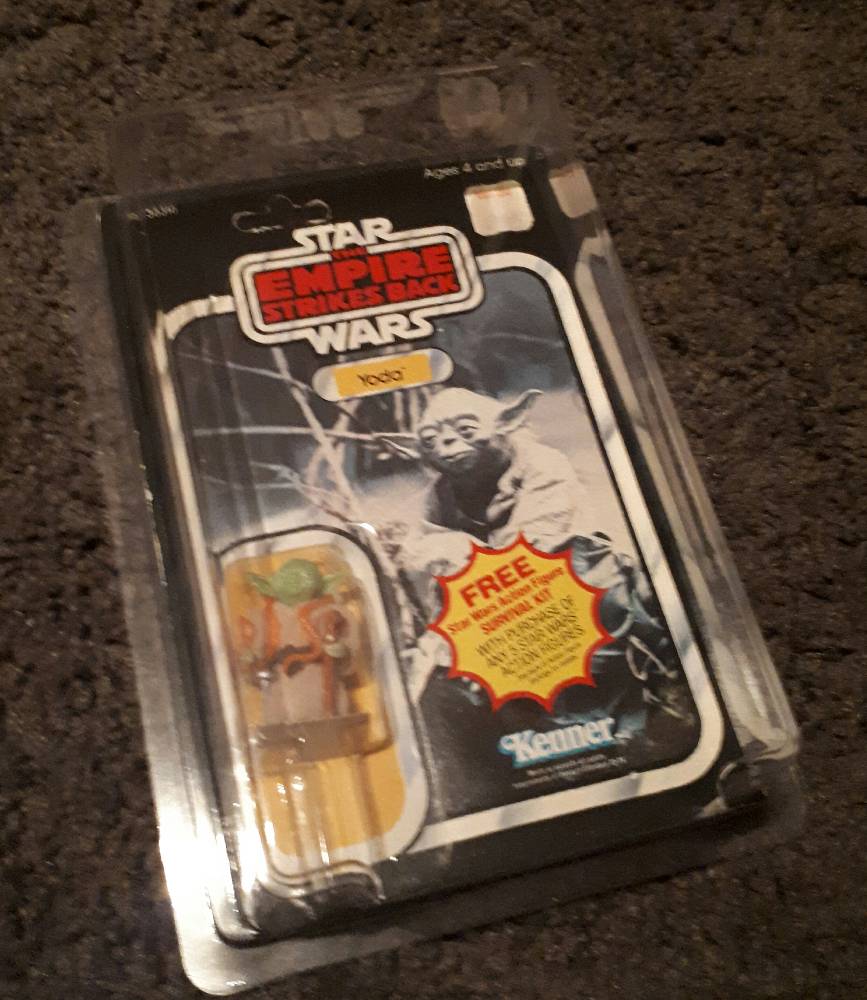 Ages 4 and up
STAR
THE
EMPIRE
STRIKES BACK
WARS
Yoda™
FREE
Star Wars Action Figure
SURVIVAL KIT
WITH PURCHASE OF
ANY 5 STAR WARS
ACTION FIGURES
Kenner